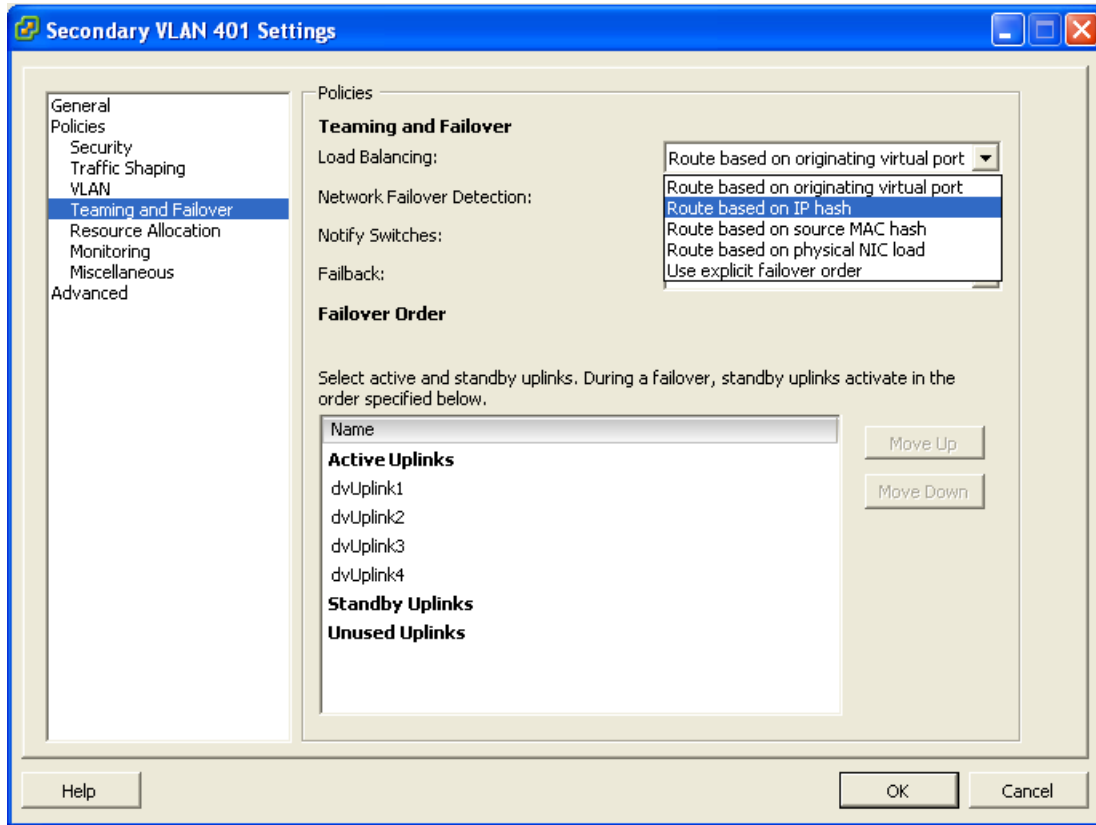 Secondary VLAN 401 Settings
General
Policies
Security
Traffic Shaping
VLAN
Teaming and Failover
Resource Allocation
Monitoring
Miscellaneous
Advanced
Policies
Teaming and Failover
Load Balancing:
Route based on originating virtual port
Network Failover Detection:
Notify Switches:
Failback:
Route based on originating virtual port
Route based on IP hash
Route based on source MAC hash
Route based on physical NIC load
Use explicit failover order
Failover Order
Select active and standby uplinks. During a failover, standby uplinks activate in the
order specified below.
Name
Active Uplinks
dvUplink1
dvUplink2
dvUplink3
dvUplink4
Standby Uplinks
Unused Uplinks
Move Up
Move Down
Help
OK
Cancel